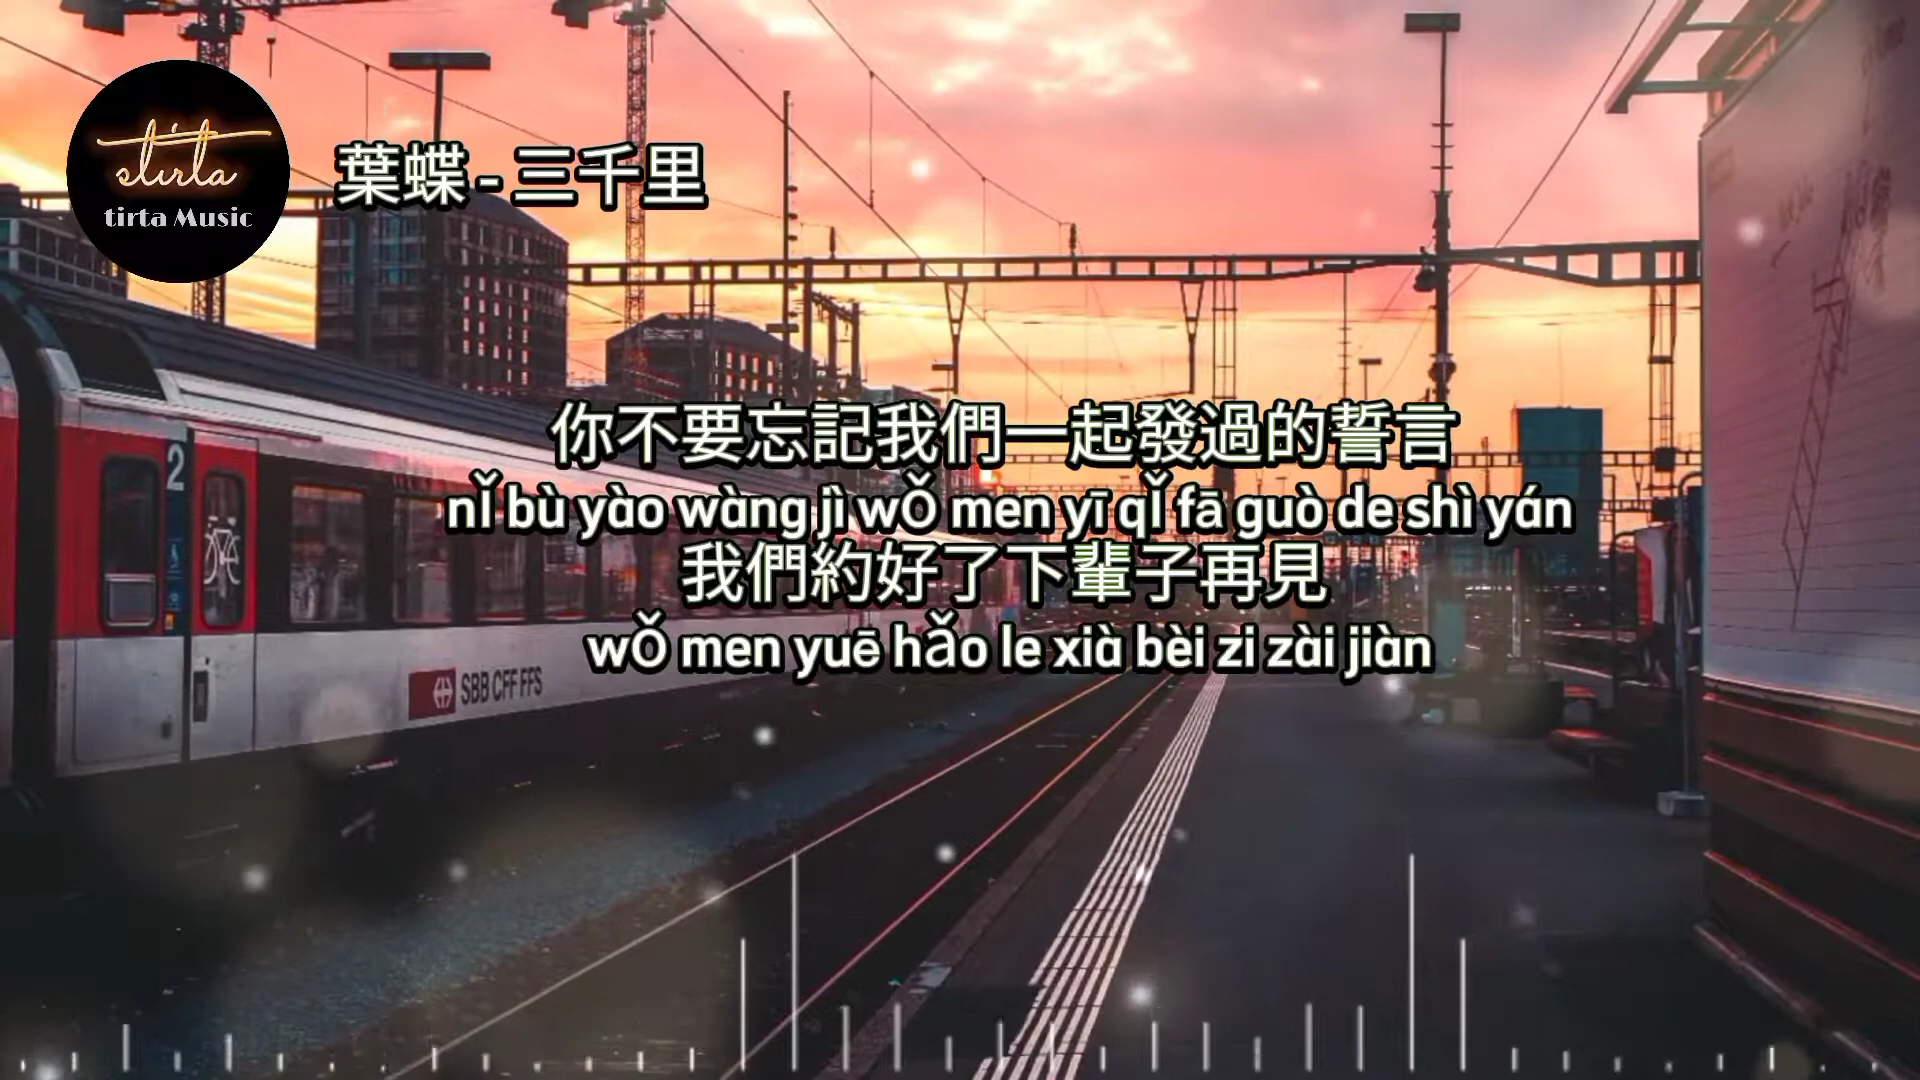 stirta
tirta Music
葉蝶 - 三千里
你不要忘記我們一起發過的誓言
nǐ bù yào wàng jì wǒ men yī qǐ fā guò de shì yán
我們約好了下輩子再見
wǒ men yuē hǎo le xià bèi zi zài jiàn
2
SBB CFF FFS